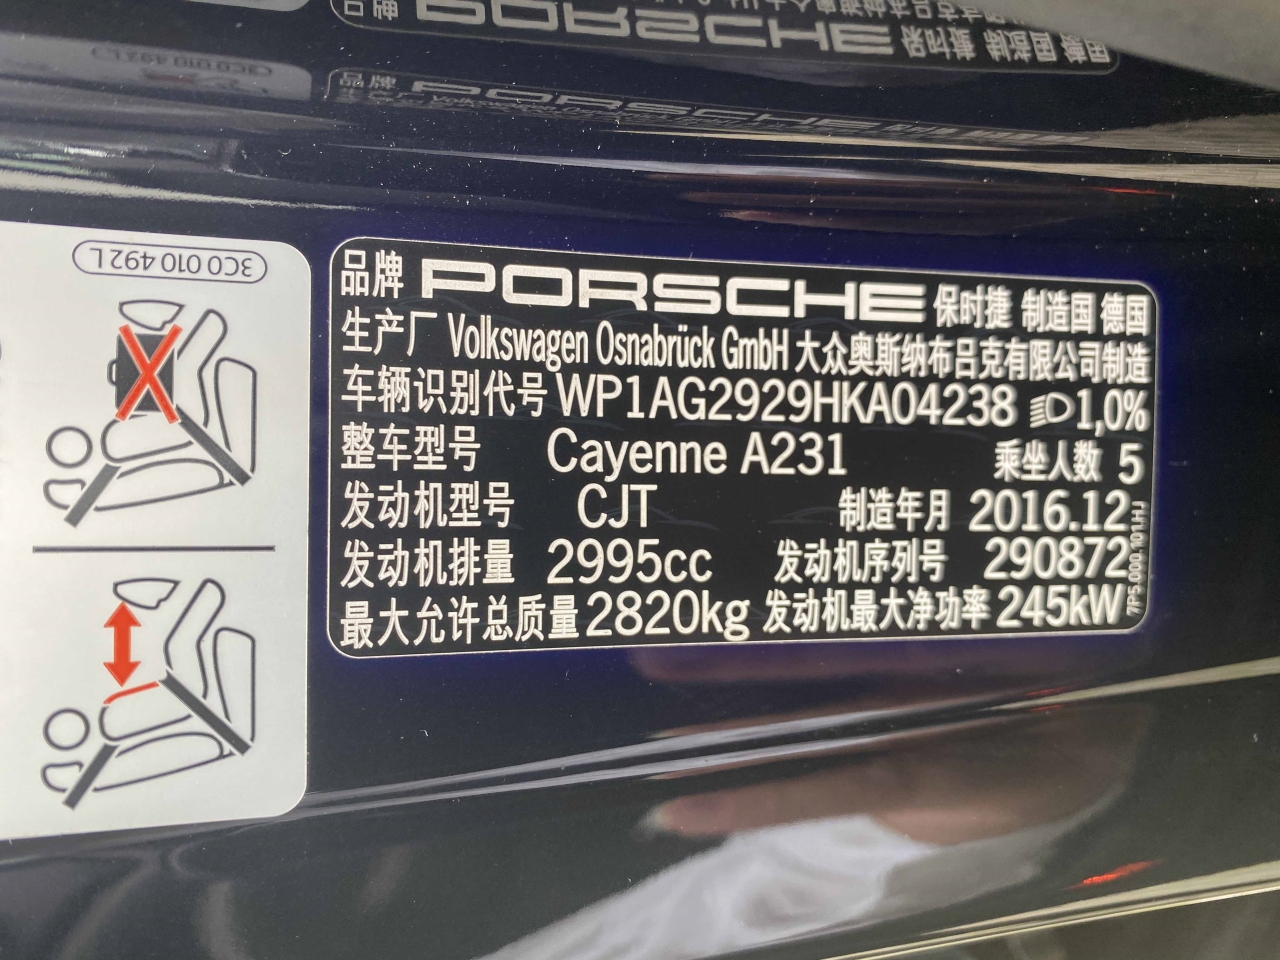 3C0 010 492 L
品牌 PORSCHE 保时捷 制造国 德国
生产厂 Volkswagen Osnabrück GmbH 大众奥斯纳布吕克有限公司制造
车辆识别代号 WP1AG2929HKA04238 1,0%
整车型号 Cayenne A231 乘坐人数 5
发动机型号 CJT 制造年月 2016.12
发动机排量 2995cc 发动机序列号 290872
最大允许总质量 2820kg 发动机最大净功率 245kW
7P5.000.101.HJ